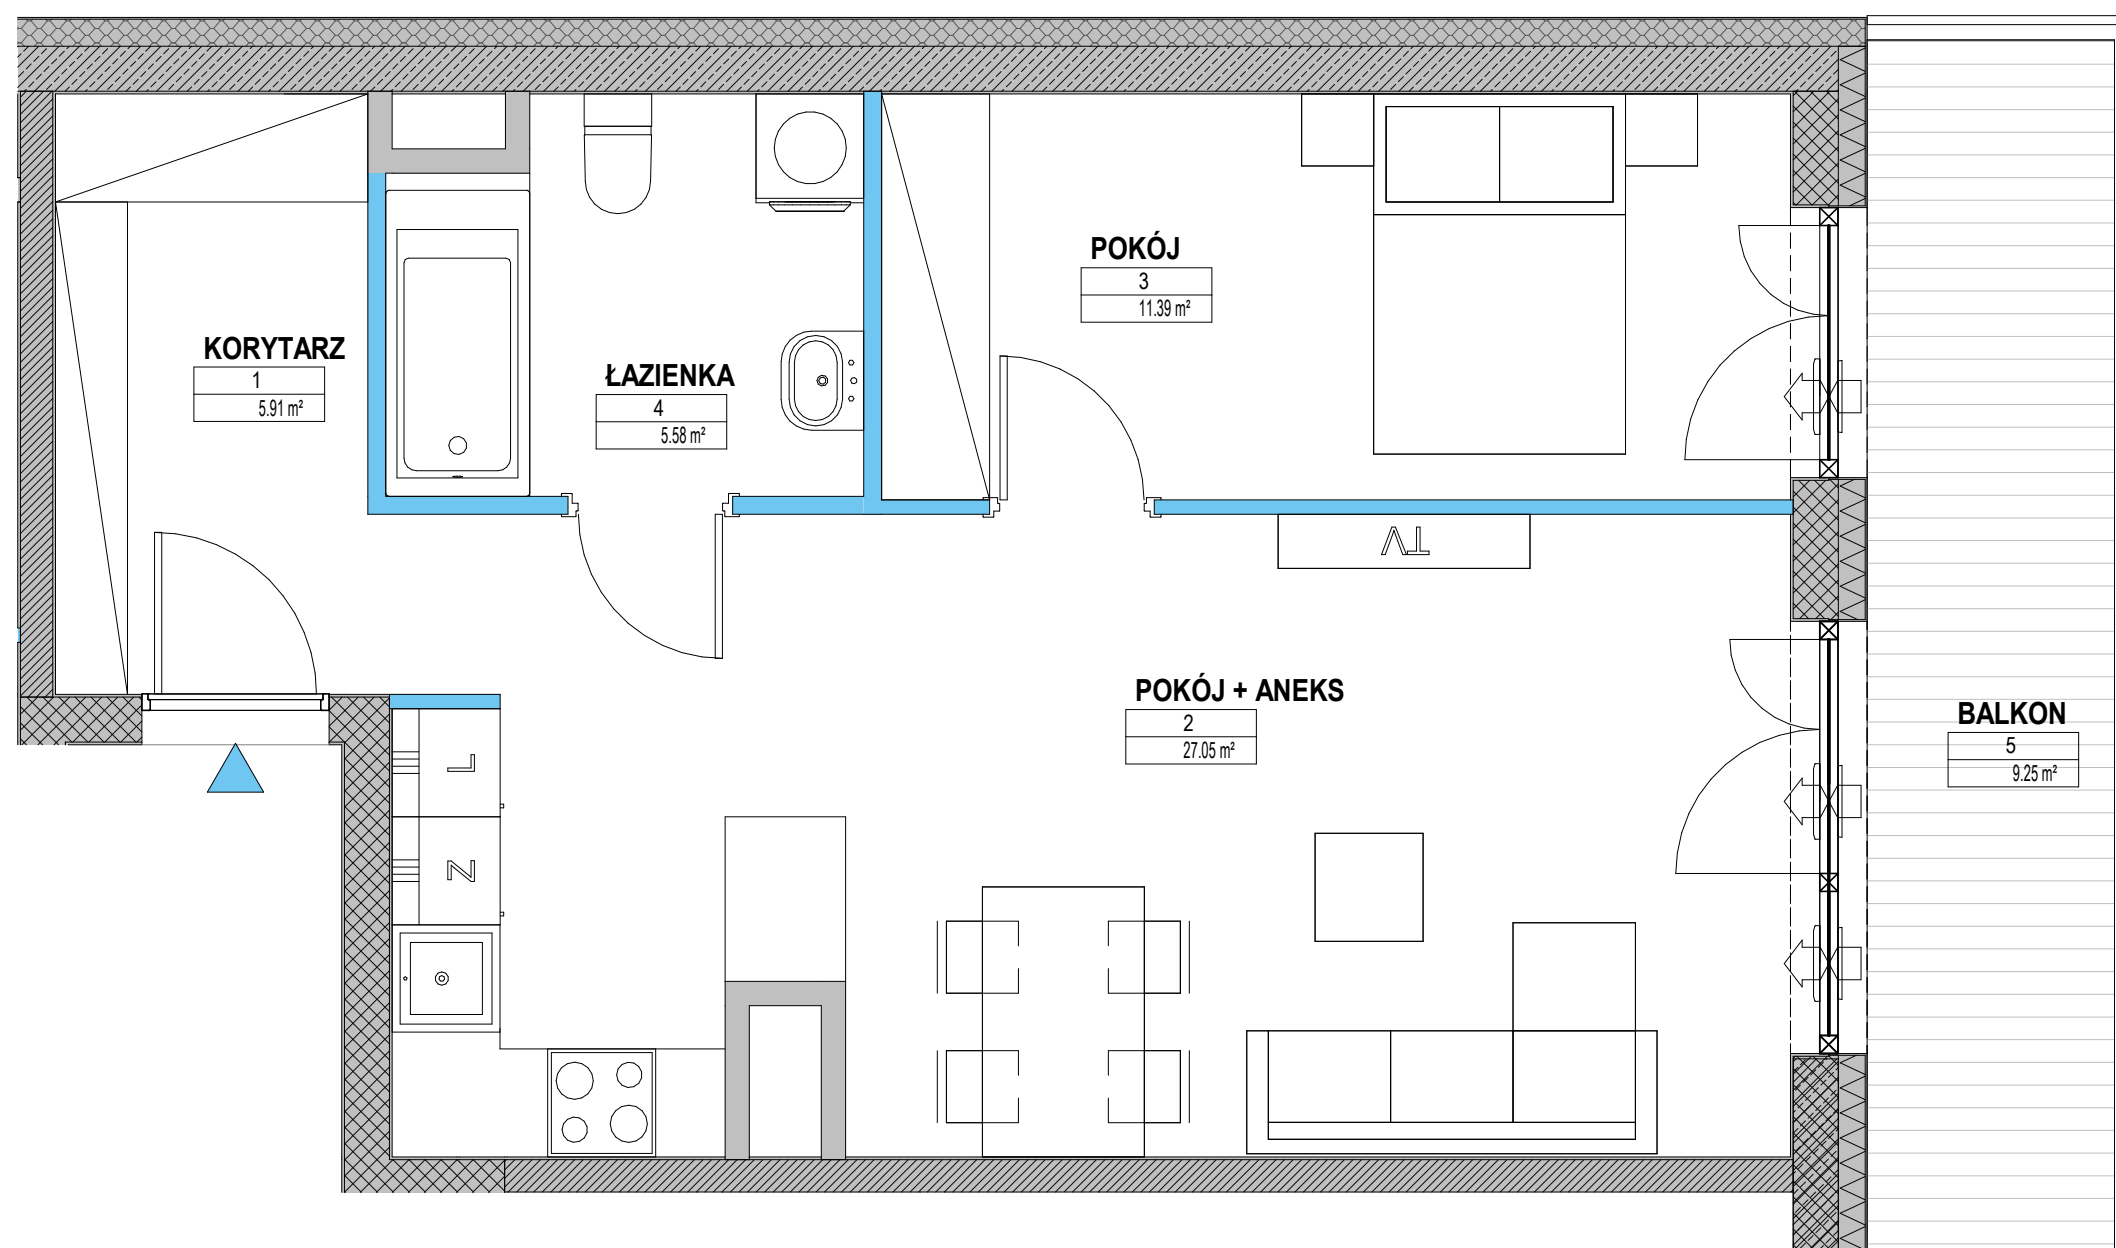 POKÓJ
3
11.39 m²
KORYTARZ
1
5.91 m²
ŁAZIENKA
4
5.58 m²
TV
POKÓJ + ANEKS
2
27.05 m²
BALKON
5
9.25 m²
L
Z